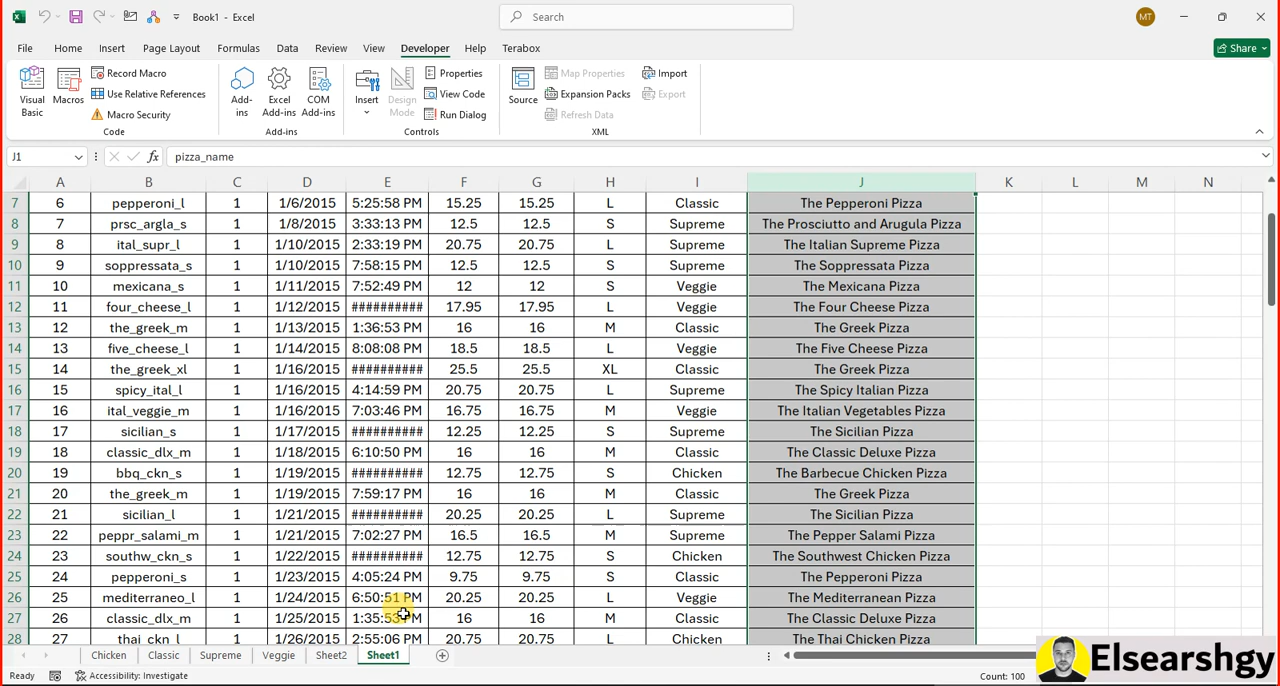 Book1 - Excel
Search
MT
File Home Insert Page Layout Formulas Data Review View Developer Help Terabox
Share
Visual Basic
Macros
Record Macro
Use Relative References
Macro Security
Code
Add-ins
Excel Add-ins
COM Add-ins
Add-ins
Insert
Design Mode
Properties
View Code
Run Dialog
Controls
Source
Map Properties
Expansion Packs
Refresh Data
Import
Export
XML
J1 fx pizza_name
A B C D E F G H I J K L M N
7 6 pepperoni_l 1 1/6/2015 5:25:58 PM 15.25 15.25 L Classic The Pepperoni Pizza
8 7 prsc_argla_s 1 1/8/2015 3:33:13 PM 12.5 12.5 S Supreme The Prosciutto and Arugula Pizza
9 8 ital_supr_l 1 1/10/2015 2:33:19 PM 20.75 20.75 L Supreme The Italian Supreme Pizza
10 9 soppressata_s 1 1/10/2015 7:58:15 PM 12.5 12.5 S Supreme The Soppressata Pizza
11 10 mexicana_s 1 1/11/2015 7:52:49 PM 12 12 S Veggie The Mexicana Pizza
12 11 four_cheese_l 1 1/12/2015 ########## 17.95 17.95 L Veggie The Four Cheese Pizza
13 12 the_greek_m 1 1/13/2015 1:36:53 PM 16 16 M Classic The Greek Pizza
14 13 five_cheese_l 1 1/14/2015 8:08:08 PM 18.5 18.5 L Veggie The Five Cheese Pizza
15 14 the_greek_xl 1 1/16/2015 ########## 25.5 25.5 XL Classic The Greek Pizza
16 15 spicy_ital_l 1 1/16/2015 4:14:59 PM 20.75 20.75 L Supreme The Spicy Italian Pizza
17 16 ital_veggie_m 1 1/16/2015 7:03:46 PM 16.75 16.75 M Veggie The Italian Vegetables Pizza
18 17 sicilian_s 1 1/17/2015 ########## 12.25 12.25 S Supreme The Sicilian Pizza
19 18 classic_dlx_m 1 1/18/2015 6:10:50 PM 16 16 M Classic The Classic Deluxe Pizza
20 19 bbq_ckn_s 1 1/19/2015 ########## 12.75 12.75 S Chicken The Barbecue Chicken Pizza
21 20 the_greek_m 1 1/19/2015 7:59:17 PM 16 16 M Classic The Greek Pizza
22 21 sicilian_l 1 1/21/2015 ########## 20.25 20.25 L Supreme The Sicilian Pizza
23 22 peppr_salami_m 1 1/21/2015 7:02:27 PM 16.5 16.5 M Supreme The Pepper Salami Pizza
24 23 southw_ckn_s 1 1/22/2015 ########## 12.75 12.75 S Chicken The Southwest Chicken Pizza
25 24 pepperoni_s 1 1/23/2015 4:05:24 PM 9.75 9.75 S Classic The Pepperoni Pizza
26 25 mediterraneo_l 1 1/24/2015 6:50:51 PM 20.25 20.25 L Veggie The Mediterranean Pizza
27 26 classic_dlx_m 1 1/25/2015 1:35:53 PM 16 16 M Classic The Classic Deluxe Pizza
28 27 thai_ckn_l 1 1/26/2015 2:55:06 PM 20.75 20.75 L Chicken The Thai Chicken Pizza
Chicken Classic Supreme Veggie Sheet2 Sheet1
Ready Accessibility: Investigate Count: 100
Elsearshgy